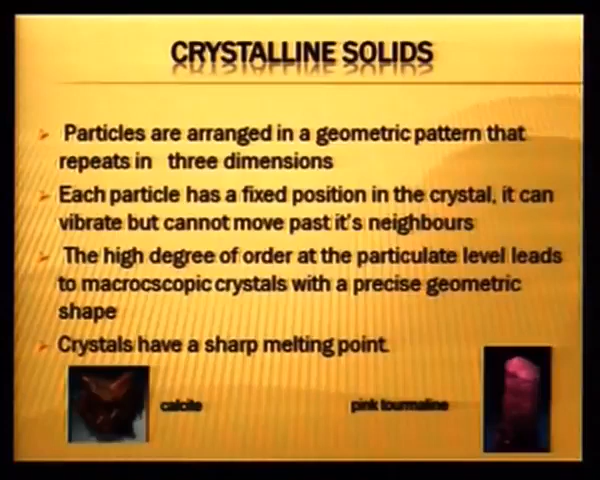 CRYSTALLINE SOLIDS
Particles are arranged in a geometric pattern that
repeats in three dimensions
Each particle has a fixed position in the crystal, it can
vibrate but cannot move past it's neighbours
The high degree of order at the particulate level leads
to macrocscopic crystals with a precise geometric
shape
Crystals have a sharp melting point.
calcite
pink tourmaline